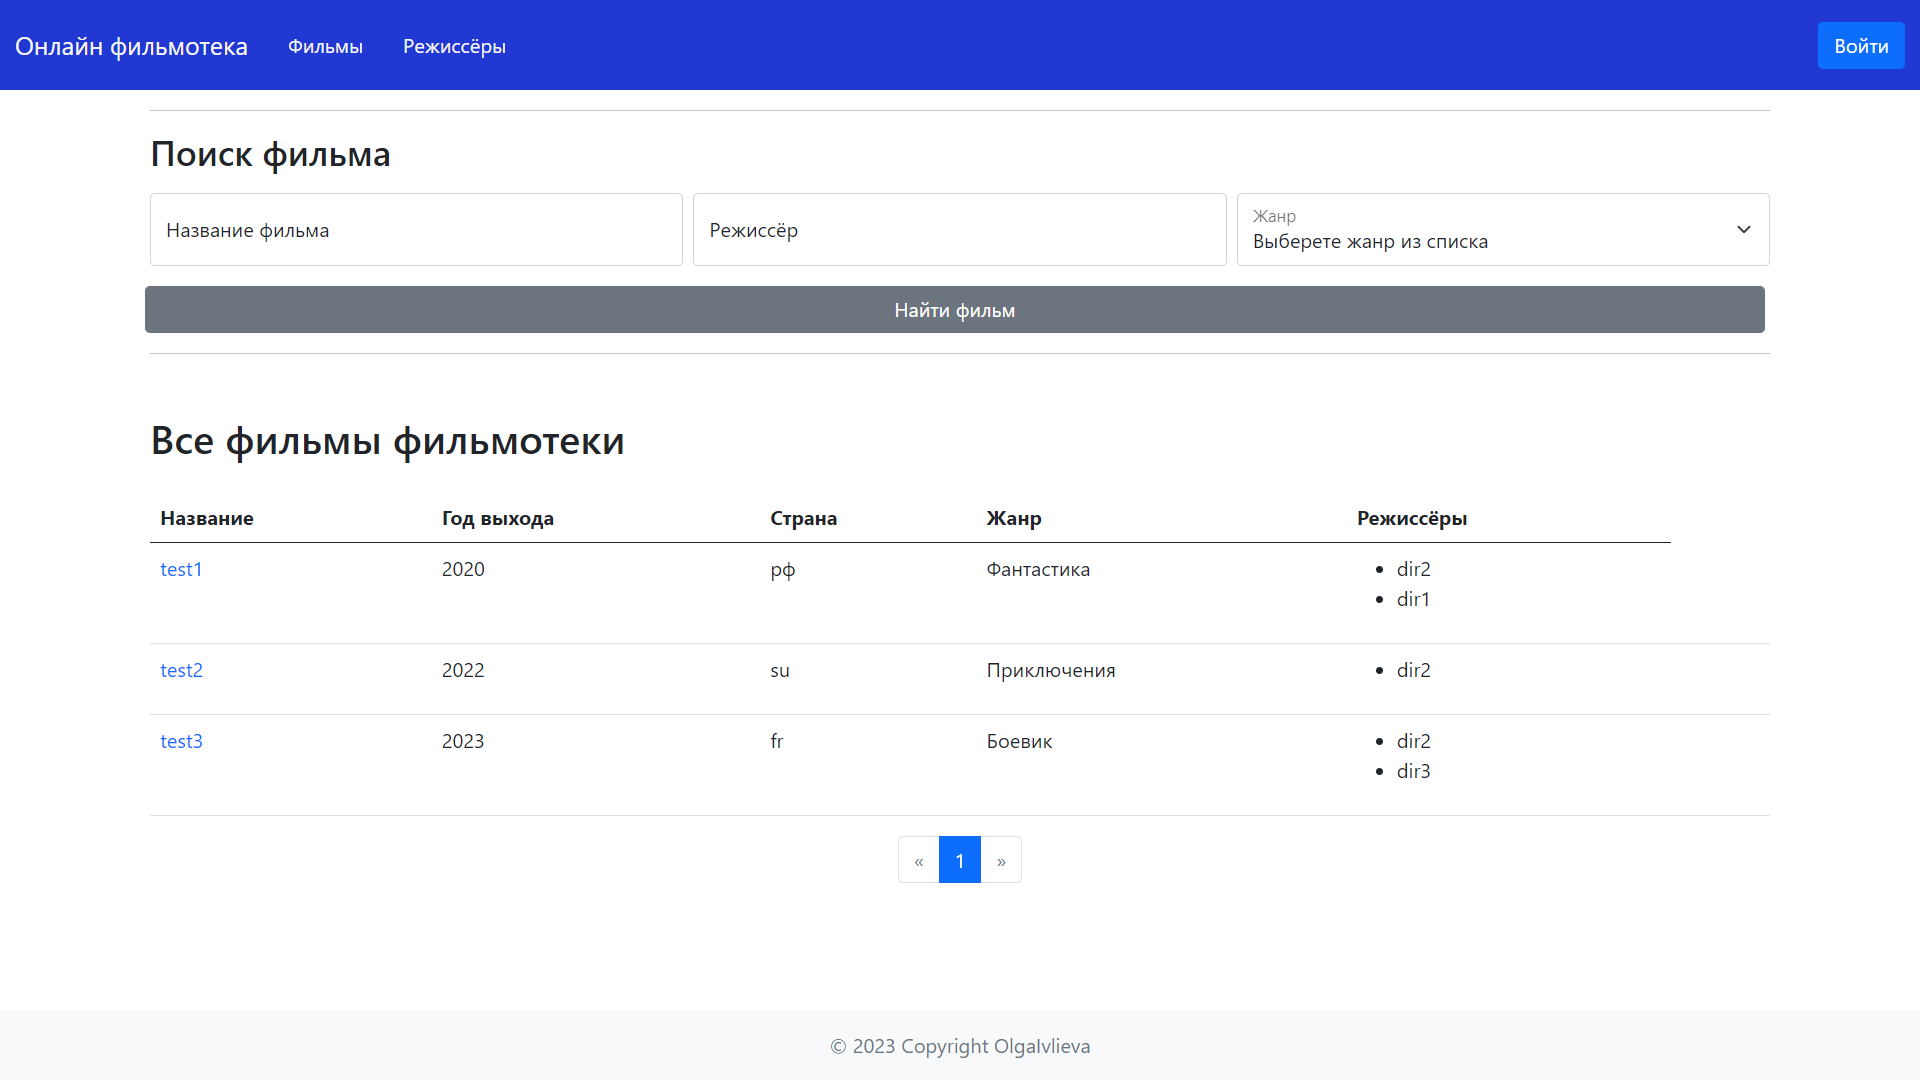 Онлайн фильмотека Фильмы Режиссёры Войти
Поиск фильма
Название фильма Режиссёр Жанр
Выберете жанр из списка
Найти фильм
Все фильмы фильмотеки
Название Год выхода Страна Жанр Режиссёры
test1 2020 рф Фантастика dir2
dir1
test2 2022 su Приключения dir2
test3 2023 fr Боевик dir2
dir3
« 1 »
© 2023 Copyright OlgaIvlieva